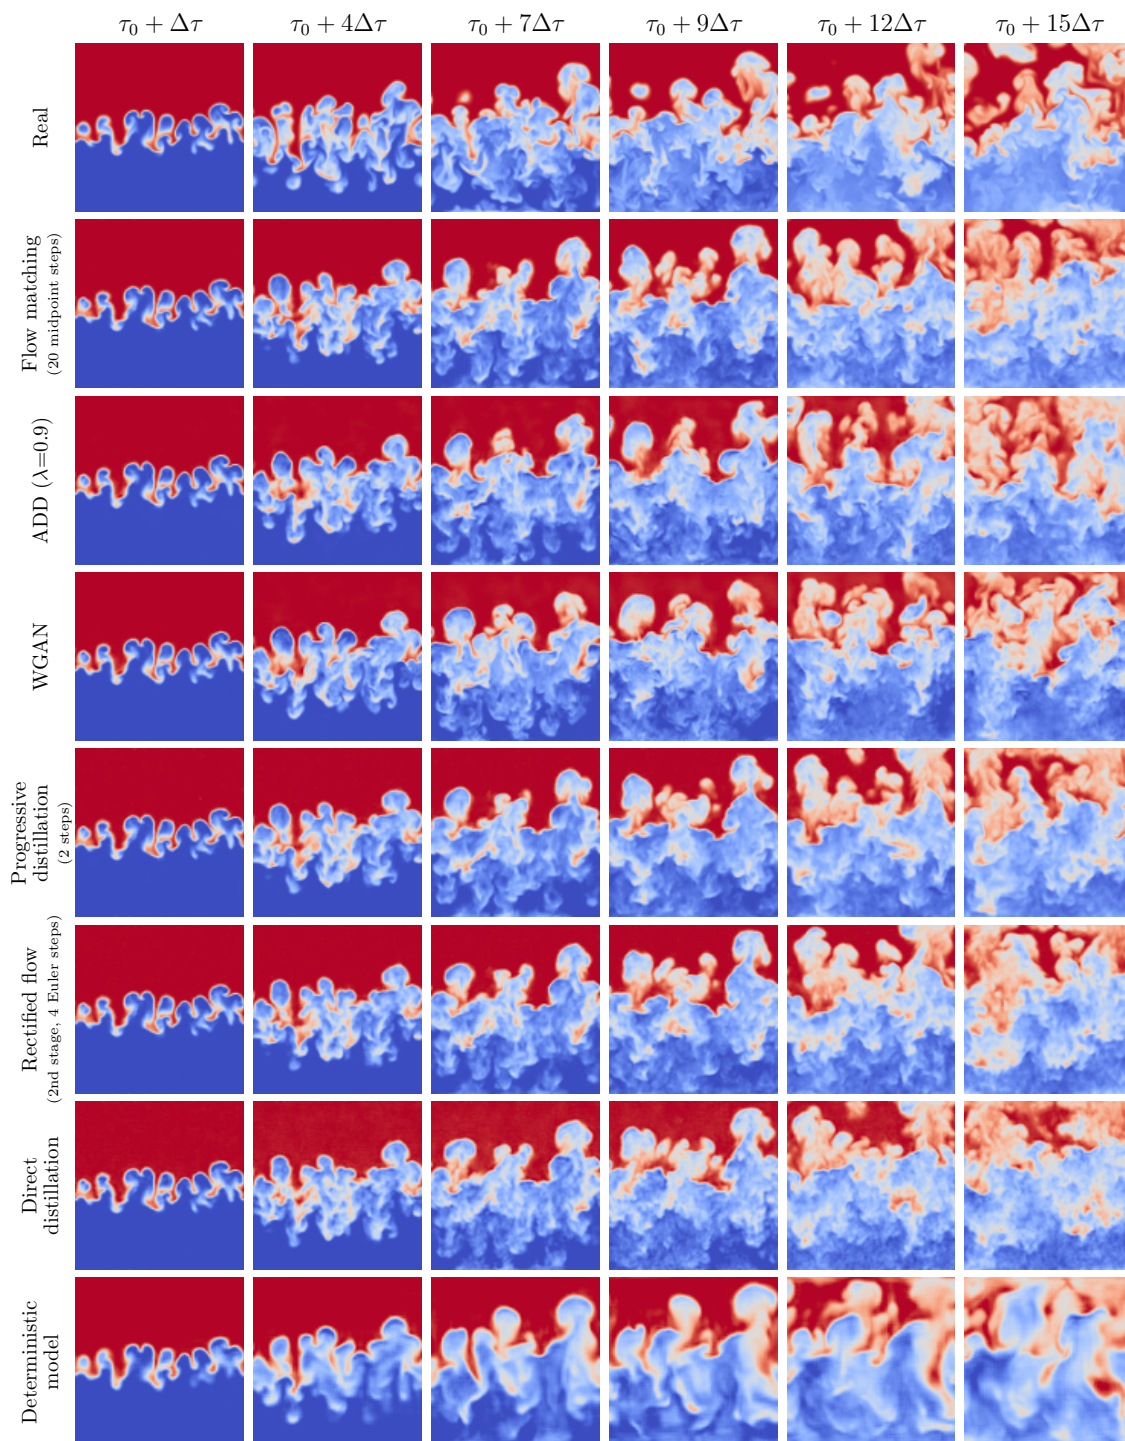 τ₀ + Δτ
τ₀ + 4Δτ
τ₀ + 7Δτ
τ₀ + 9Δτ
τ₀ + 12Δτ
τ₀ + 15Δτ
Real
Flow matching
(20 midpoint steps)
ADD (λ=0.9)
WGAN
Progressive
distillation
(2 steps)
Rectified flow
(2nd stage, 4 Euler steps)
Direct
distillation
Deterministic
model